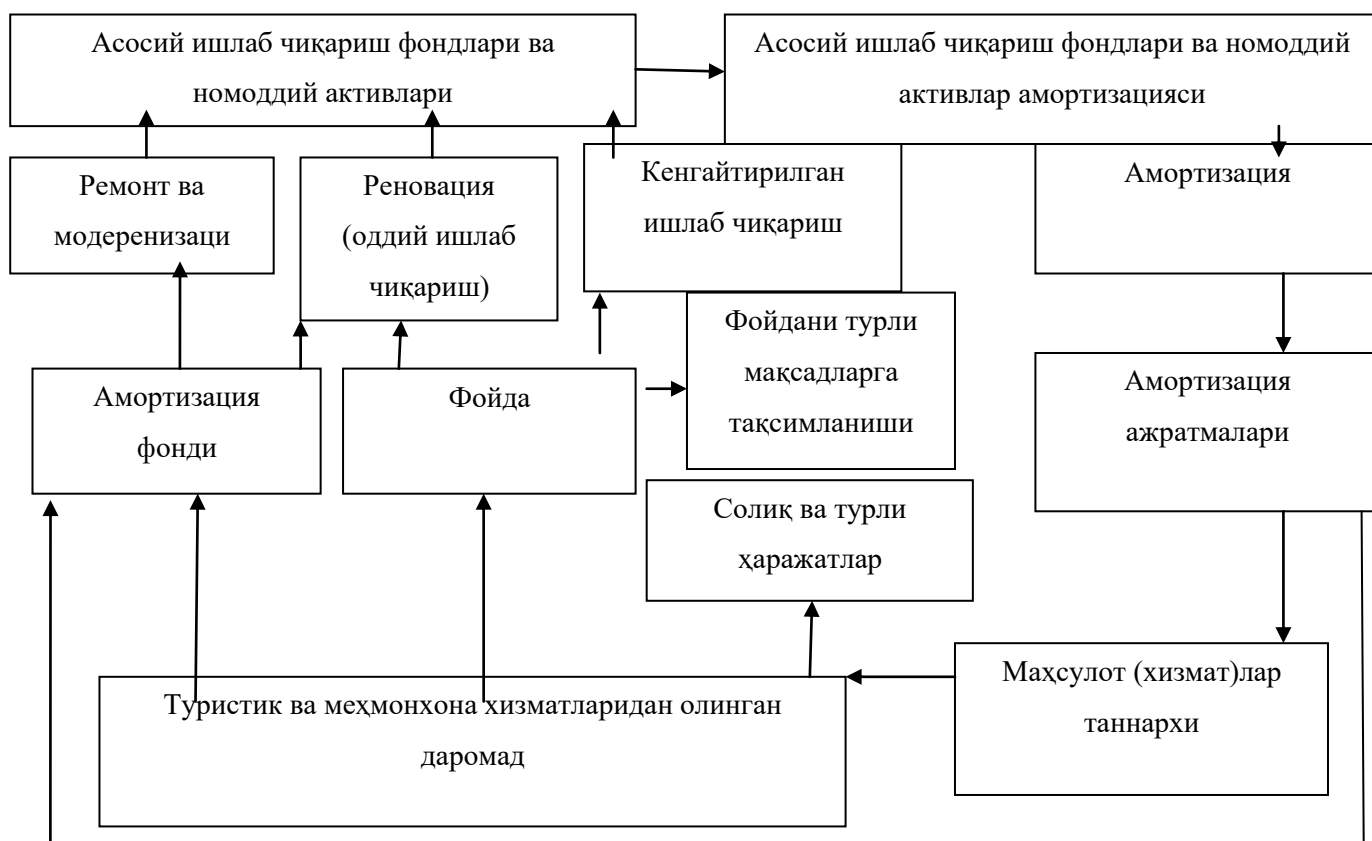 Асосий ишлаб чиқариш фондлари ва
номоддий активлари
Асосий ишлаб чиқариш фондлари ва номоддий
активлар амортизацияси
Ремонт ва
модеренизаци
Реновация
(оддий ишлаб
чиқариш)
Кенгайтирилган
ишлаб чиқариш
Амортизация
Фойдани турли
мақсадларга
тақсимланиши
Амортизация
фонди
Фойда
Амортизация
ажратмалари
Солиқ ва турли
ҳаражатлар
Туристик ва меҳмонхона хизматларидан олинган
даромад
Маҳсулот (хизмат)лар
таннархи